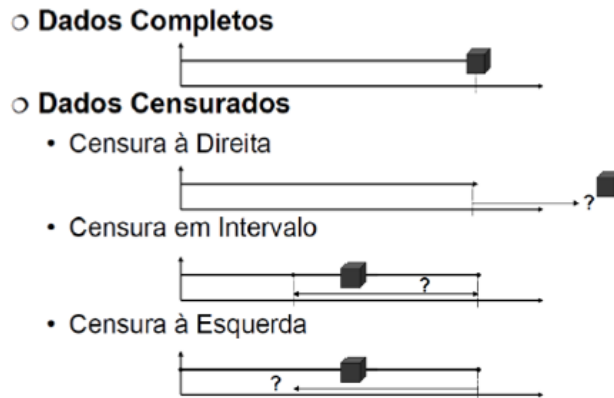 Dados Completos
Dados Censurados
• Censura à Direita
?
• Censura em Intervalo
?
• Censura à Esquerda
?